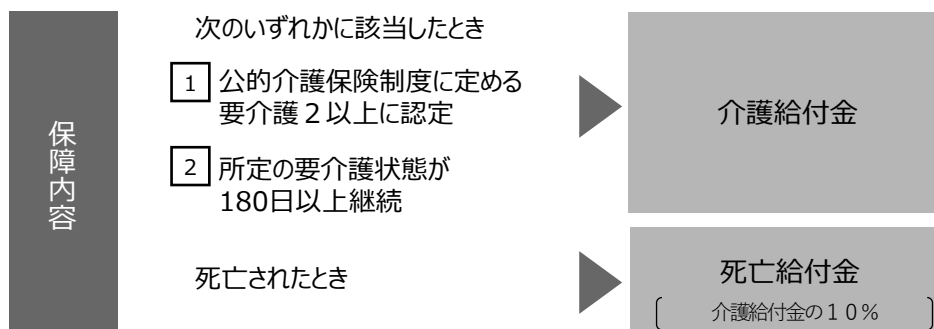 保障内容
次のいずれかに該当したとき
1 公的介護保険制度に定める
要介護２以上に認定
2 所定の要介護状態が
180日以上継続
介護給付金
死亡されたとき
死亡給付金
介護給付金の１０％